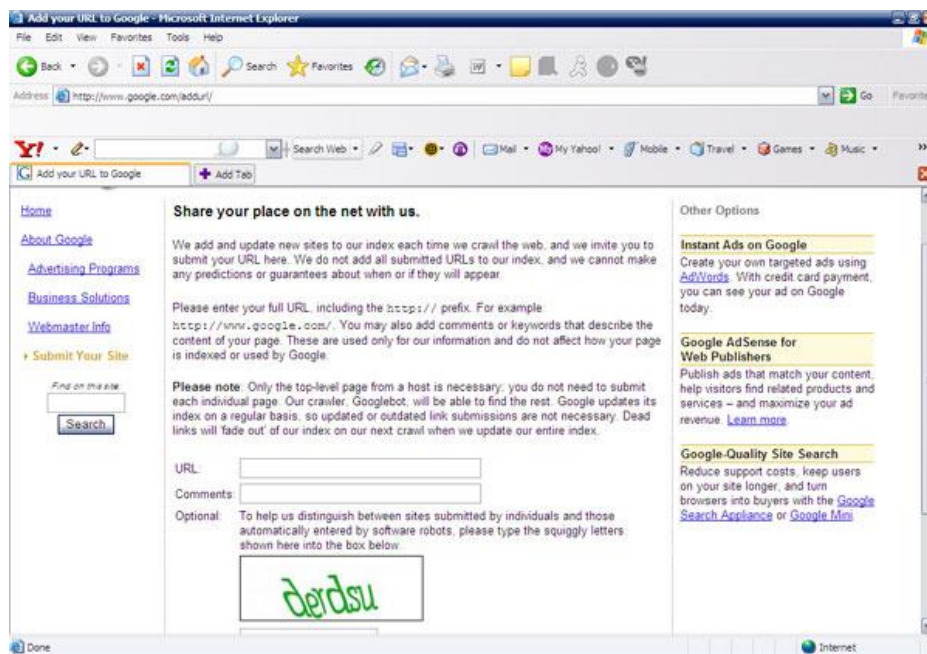 Add your URL to Google - Microsoft Internet Explorer
File Edit View Favorites Tools Help
Back Search Favorites
Address http://www.google.com/addurl/ Go Favorite
Y! Search Web Mail My Yahoo! Mobile Travel Games Music
Add your URL to Google Add Tab
Home
About Google
Advertising Programs
Business Solutions
Webmaster Info
Submit Your Site
Find on this site:
Search
Share your place on the net with us.
We add and update new sites to our index each time we crawl the web, and we invite you to
submit your URL here. We do not add all submitted URLs to our index, and we cannot make
any predictions or guarantees about when or if they will appear.
Please enter your full URL, including the http:// prefix. For example:
http://www.google.com/. You may also add comments or keywords that describe the
content of your page. These are used only for our information and do not affect how your page
is indexed or used by Google.
Please note: Only the top-level page from a host is necessary; you do not need to submit
each individual page. Our crawler, Googlebot, will be able to find the rest. Google updates its
index on a regular basis, so updated or outdated link submissions are not necessary. Dead
links will 'fade out' of our index on our next crawl when we update our entire index.
URL:
Comments:
Optional: To help us distinguish between sites submitted by individuals and those
automatically entered by software robots, please type the squiggly letters
shown here into the box below.
derdsu
Other Options
Instant Ads on Google
Create your own targeted ads using
AdWords. With credit card payment,
you can see your ad on Google
today.
Google AdSense for
Web Publishers
Publish ads that match your content,
help visitors find related products and
services – and maximize your ad
revenue. Learn more.
Google-Quality Site Search
Reduce support costs, keep users
on your site longer, and turn
browsers into buyers with the Google
Search Appliance or Google Mini.
Done Internet